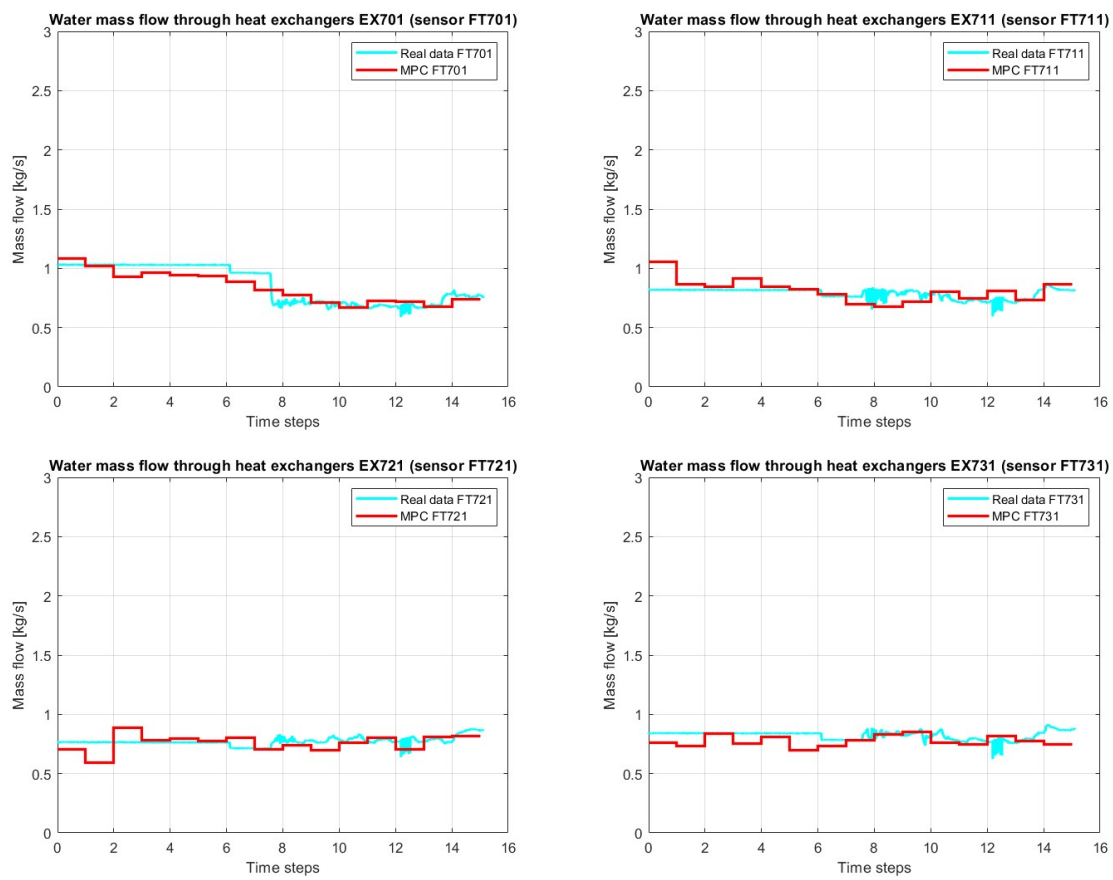 Water mass flow through heat exchangers EX701 (sensor FT701)
3
2.5
2
1.5
1
0.5
0
Mass flow [kg/s]
Real data FT701
MPC FT701
0 2 4 6 8 10 12 14 16
Time steps
Water mass flow through heat exchangers EX711 (sensor FT711)
3
2.5
2
1.5
1
0.5
0
Mass flow [kg/s]
Real data FT711
MPC FT711
0 2 4 6 8 10 12 14 16
Time steps
Water mass flow through heat exchangers EX721 (sensor FT721)
3
2.5
2
1.5
1
0.5
0
Mass flow [kg/s]
Real data FT721
MPC FT721
0 2 4 6 8 10 12 14 16
Time steps
Water mass flow through heat exchangers EX731 (sensor FT731)
3
2.5
2
1.5
1
0.5
0
Mass flow [kg/s]
Real data FT731
MPC FT731
0 2 4 6 8 10 12 14 16
Time steps